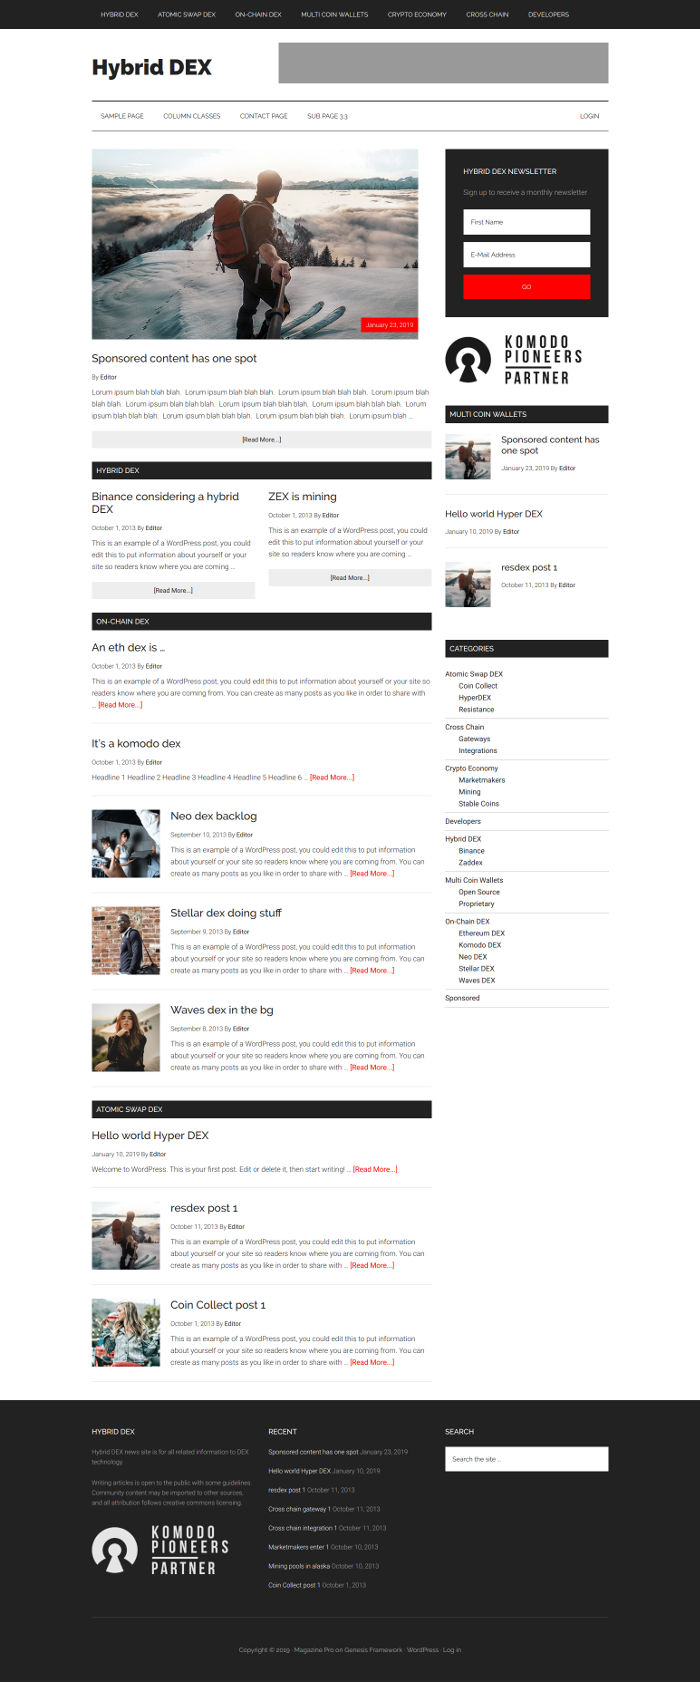 HYBRID DEX ATOMIC SWAP DEX ON-CHAIN DEX MULTI COIN WALLETS CRYPTO ECONOMY CROSS CHAIN DEVELOPERS
Hybrid DEX
SAMPLE PAGE COLUMN CLASSES CONTACT PAGE SUB PAGE 3.3 LOGIN
January 23, 2019
Sponsored content has one spot
By Editor
Lorum ipsum blah blah blah. Lorum ipsum blah blah blah. Lorum ipsum blah blah blah. Lorum ipsum blah
blah blah. Lorum ipsum blah blah blah. Lorum ipsum blah blah blah. Lorum ipsum blah blah blah. Lorum
ipsum blah blah blah. Lorum ipsum blah blah blah. Lorum ipsum blah blah blah. Lorum ipsum blah ...
[Read More...]
HYBRID DEX
Binance considering a hybrid
DEX
October 1, 2013 By Editor
This is an example of a WordPress post, you could
edit this to put information about yourself or your
site so readers know where you are coming ...
[Read More...]
ZEX is mining
October 1, 2013 By Editor
This is an example of a WordPress post, you could
edit this to put information about yourself or your
site so readers know where you are coming ...
[Read More...]
ON-CHAIN DEX
An eth dex is ...
October 1, 2013 By Editor
This is an example of a WordPress post, you could edit this to put information about yourself or your site so
readers know where you are coming from. You can create as many posts as you like in order to share with
... [Read More...]
It's a komodo dex
October 1, 2013 By Editor
Headline 1 Headline 2 Headline 3 Headline 4 Headline 5 Headline 6 ... [Read More...]
Neo dex backlog
September 10, 2013 By Editor
This is an example of a WordPress post, you could edit this to put information
about yourself or your site so readers know where you are coming from. You can
create as many posts as you like in order to share with ... [Read More...]
Stellar dex doing stuff
September 9, 2013 By Editor
This is an example of a WordPress post, you could edit this to put information
about yourself or your site so readers know where you are coming from. You can
create as many posts as you like in order to share with ... [Read More...]
Waves dex in the bg
September 8, 2013 By Editor
This is an example of a WordPress post, you could edit this to put information
about yourself or your site so readers know where you are coming from. You can
create as many posts as you like in order to share with ... [Read More...]
ATOMIC SWAP DEX
Hello world Hyper DEX
January 10, 2019 By Editor
Welcome to WordPress. This is your first post. Edit or delete it, then start writing! ... [Read More...]
resdex post 1
October 11, 2013 By Editor
This is an example of a WordPress post, you could edit this to put information
about yourself or your site so readers know where you are coming from. You can
create as many posts as you like in order to share with ... [Read More...]
Coin Collect post 1
October 1, 2013 By Editor
This is an example of a WordPress post, you could edit this to put information
about yourself or your site so readers know where you are coming from. You can
create as many posts as you like in order to share with ... [Read More...]
HYBRID DEX NEWSLETTER
Sign up to receive a monthly newsletter
First Name
E-Mail Address
GO
KOMODO
PIONEERS
PARTNER
MULTI COIN WALLETS
Sponsored content has
one spot
January 23, 2019 By Editor
Hello world Hyper DEX
January 10, 2019 By Editor
resdex post 1
October 11, 2013 By Editor
CATEGORIES
Atomic Swap DEX
Coin Collect
HyperDEX
Resistance
Cross Chain
Gateways
Integrations
Crypto Economy
Marketmakers
Mining
Stable Coins
Developers
Hybrid DEX
Binance
Zaddex
Multi Coin Wallets
Open Source
Proprietary
On-Chain DEX
Ethereum DEX
Komodo DEX
Neo DEX
Stellar DEX
Waves DEX
Sponsored
HYBRID DEX
Hybrid DEX news site is for all related information to DEX
technology.
Writing articles is open to the public with some guidelines.
Community content may be imported to other sources,
and all attribution follows creative commons licensing.
KOMODO
PIONEERS
PARTNER
RECENT
Sponsored content has one spot January 23, 2019
Hello world Hyper DEX January 10, 2019
resdex post 1 October 11, 2013
Cross chain gateway 1 October 11, 2013
Cross chain integration 1 October 11, 2013
Marketmakers enter 1 October 10, 2013
Mining pools in alaska October 10, 2013
Coin Collect post 1 October 1, 2013
SEARCH
Search the site ...
Copyright © 2019 · Magazine Pro on Genesis Framework · WordPress · Log in